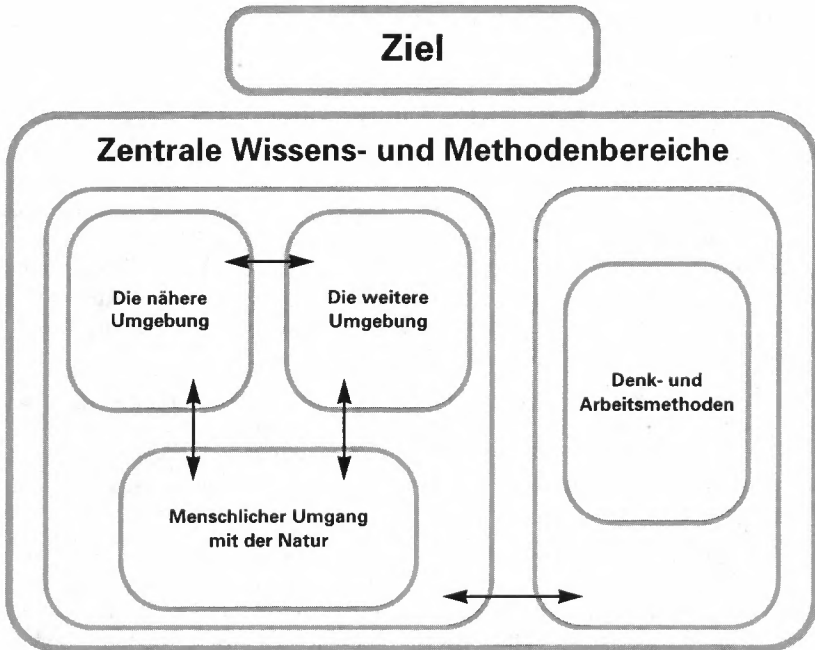 Ziel
Zentrale Wissens- und Methodenbereiche
Die nähere
Umgebung
Die weitere
Umgebung
Menschlicher Umgang
mit der Natur
Denk- und
Arbeitsmethoden